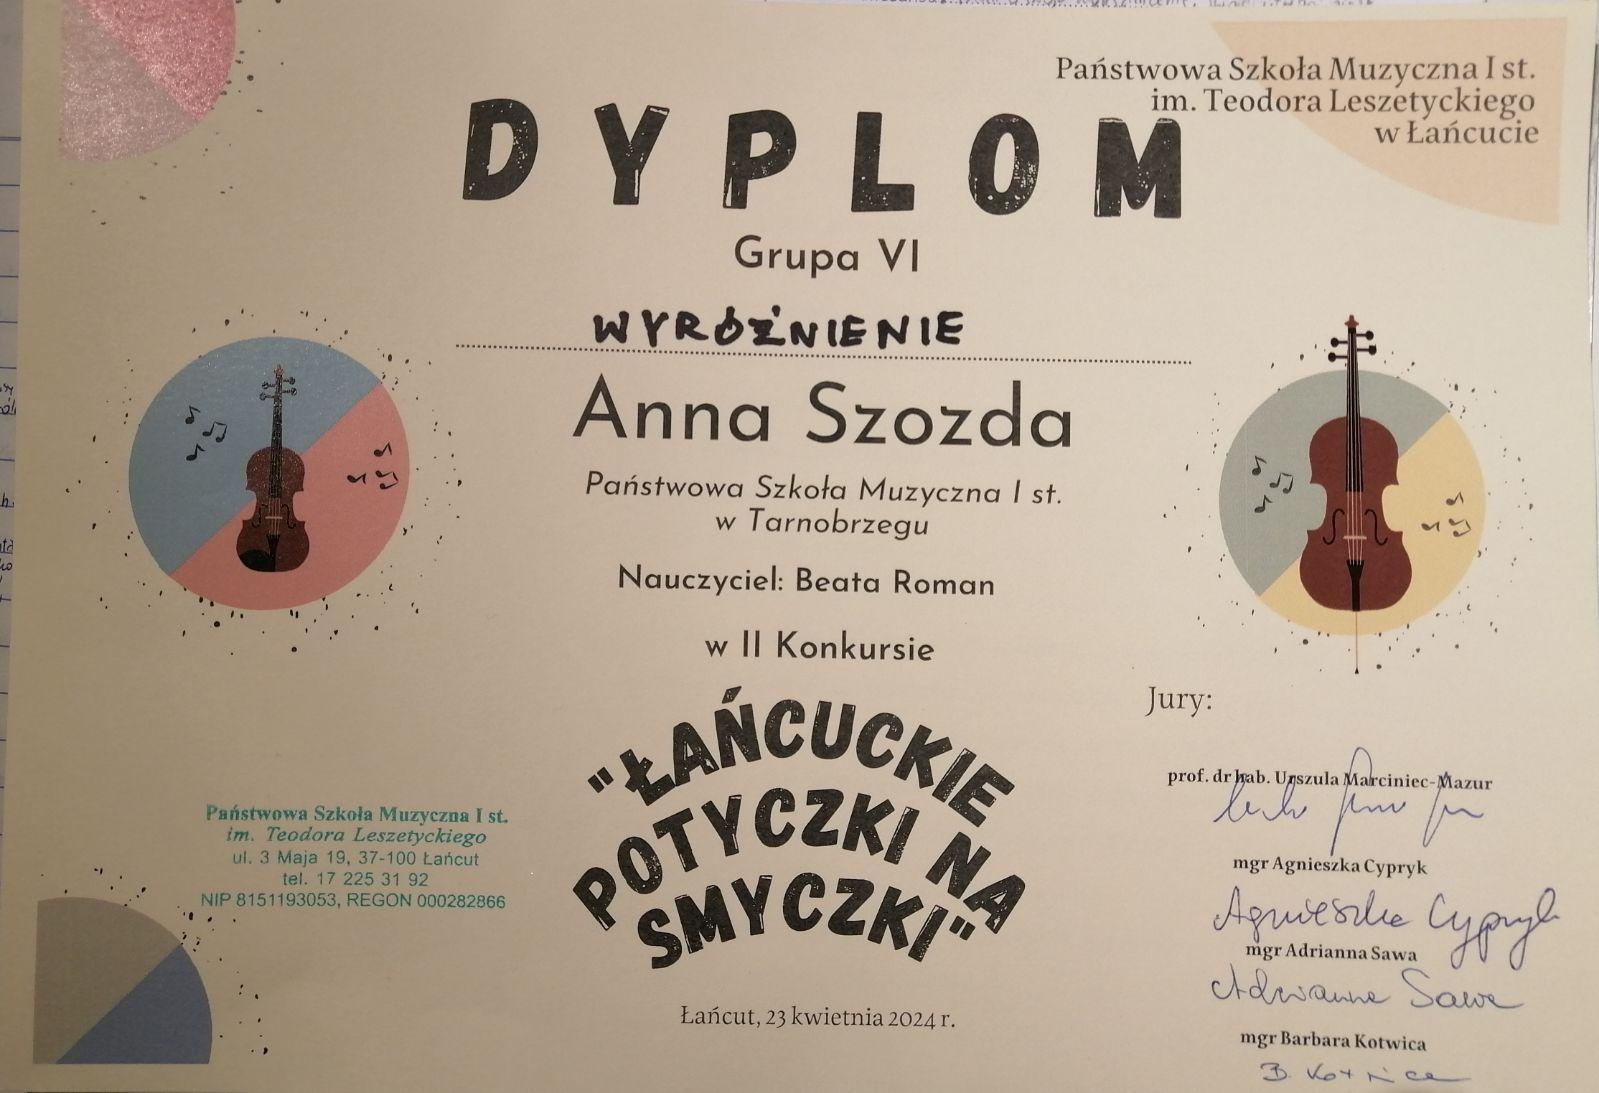 Państwowa Szkoła Muzyczna I st.
im. Teodora Leszetyckiego
w Łańcucie
DYPLOM
Grupa VI
WYRÓŻNIENIE
Anna Szozda
Państwowa Szkoła Muzyczna I st.
w Tarnobrzegu
Nauczyciel: Beata Roman
w II Konkursie
"ŁAŃCUCKIE
POTYCZKI NA
SMYCZKI"
Łańcut, 23 kwietnia 2024 r.
Państwowa Szkoła Muzyczna I st.
im. Teodora Leszetyckiego
ul. 3 Maja 19, 37-100 Łańcut
tel. 17 225 31 92
NIP 8151193053, REGON 000282866
Jury:
prof. dr hab. Urszula Marciniec-Mazur
mgr Agnieszka Cypryk
Agnieszka Cypryk
mgr Adrianna Sawa
Adrianna Sawa
mgr Barbara Kotwica
B. Kotwica